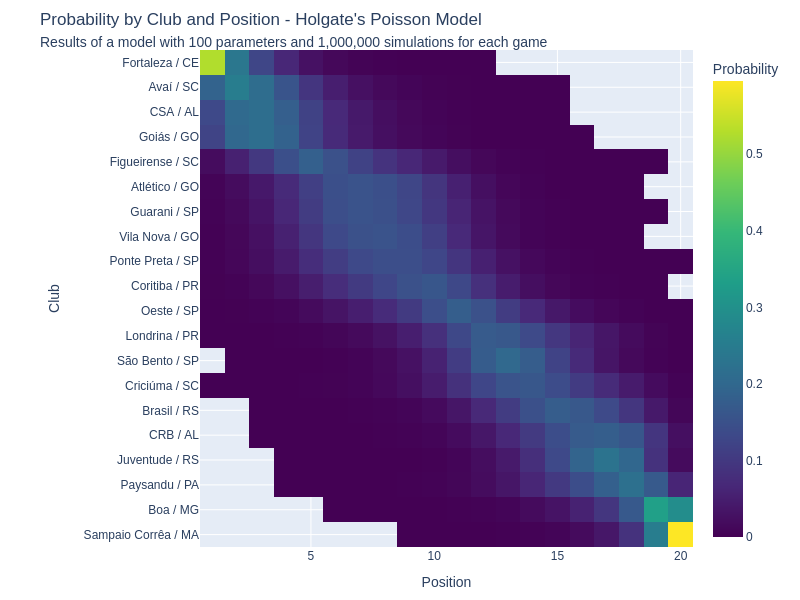 Probability by Club and Position - Holgate's Poisson Model
Results of a model with 100 parameters and 1,000,000 simulations for each game
Probability
Fortaleza / CE
Avaí / SC
CSA / AL
Goiás / GO
Figueirense / SC
Atlético / GO
Guarani / SP
Vila Nova / GO
Ponte Preta / SP
Coritiba / PR
Oeste / SP
Londrina / PR
São Bento / SP
Criciúma / SC
Brasil / RS
CRB / AL
Juventude / RS
Paysandu / PA
Boa / MG
Sampaio Corrêa / MA
Club
5
10
15
20
Position
0.5
0.4
0.3
0.2
0.1
0